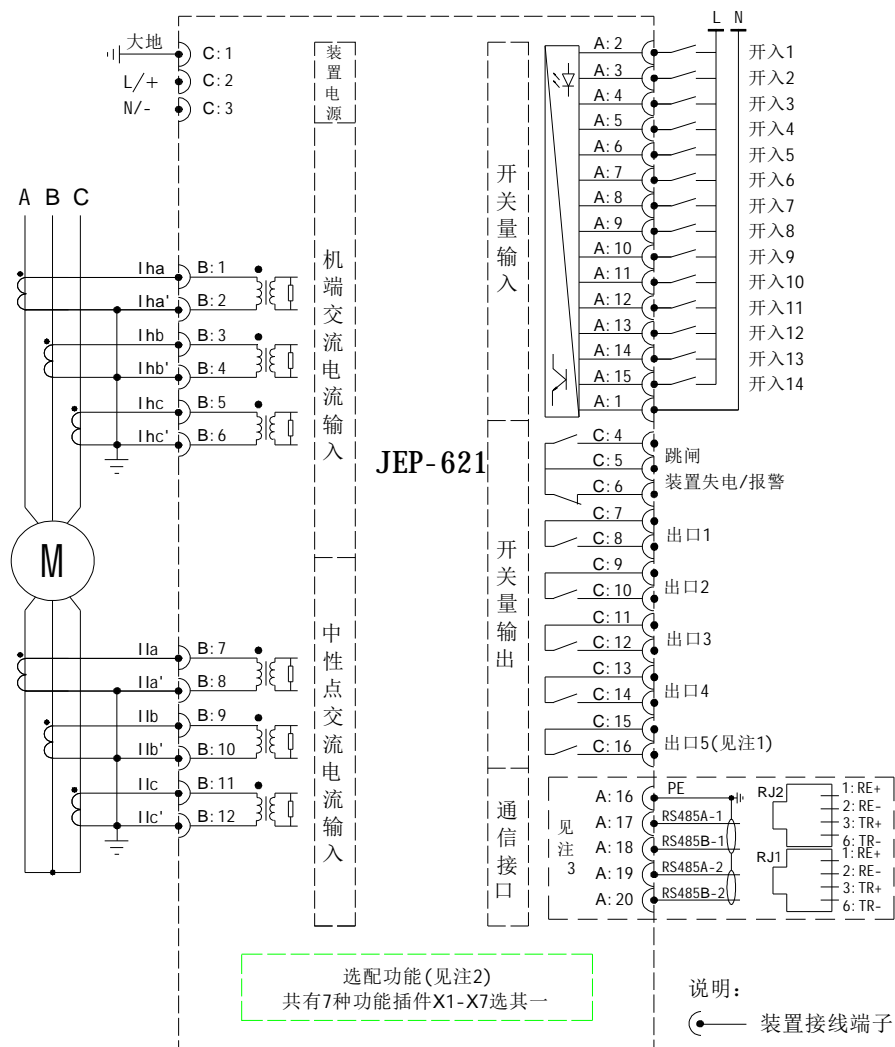 大地
C:1
L/+
C:2
N/-
C:3
装置电源
A B C
Iha
B:1
Iha'
B:2
Ihb
B:3
Ihb'
B:4
Ihc
B:5
Ihc'
B:6
机端交流电流输入
M
IIa
B:7
IIa'
B:8
IIb
B:9
IIb'
B:10
IIc
B:11
IIc'
B:12
中性点交流电流输入
JEP-621
L N
开关量输入
A:2
开入1
A:3
开入2
A:4
开入3
A:5
开入4
A:6
开入5
A:7
开入6
A:8
开入7
A:9
开入8
A:10
开入9
A:11
开入10
A:12
开入11
A:13
开入12
A:14
开入13
A:15
开入14
A:1
开关量输出
C:4
跳闸
C:5
装置失电/报警
C:6
C:7
出口1
C:8
C:9
出口2
C:10
C:11
出口3
C:12
C:13
出口4
C:14
C:15
出口5(见注1)
C:16
通信接口
见注3
A:16
PE
A:17
RS485A-1
A:18
RS485B-1
A:19
RS485A-2
A:20
RS485B-2
RJ2
1:RE+
2:RE-
3:TR+
6:TR-
RJ1
1:RE+
2:RE-
3:TR+
6:TR-
选配功能(见注2)
共有7种功能插件X1-X7选其一
说明:
装置接线端子